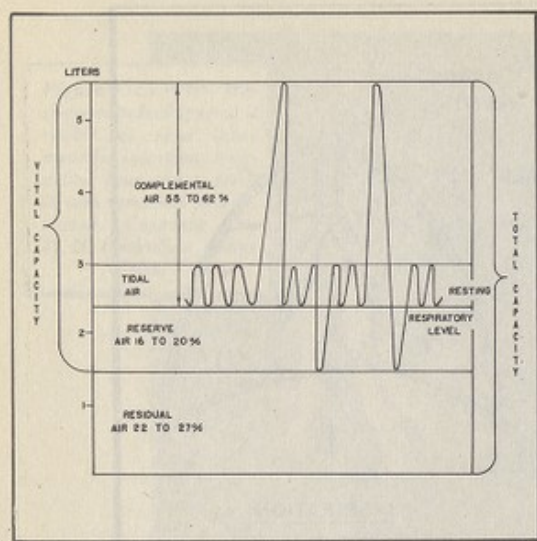 LITERS
5
COMPLEMENTAL
AIR 55 TO 62 %
4
VITAL CAPACITY
3
TIDAL
AIR
RESTING
RESPIRATORY
LEVEL
TOTAL CAPACITY
RESERVE
AIR 16 TO 20%
2
1
RESIDUAL
AIR 22 TO 27%